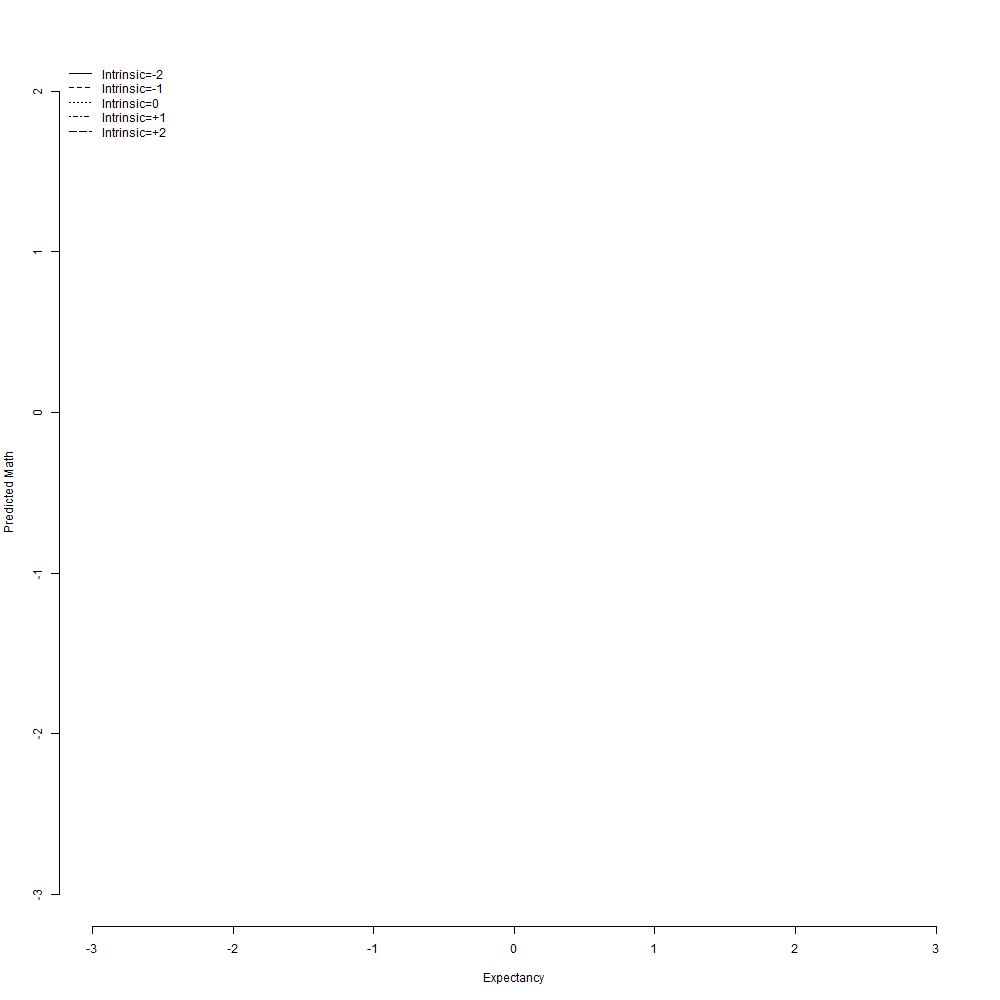 Intrinsic=-2
Intrinsic=-1
Intrinsic=0
Intrinsic=+1
Intrinsic=+2
2
1
0
-1
-2
-3
Predicted Math
-3 -2 -1 0 1 2 3
Expectancy